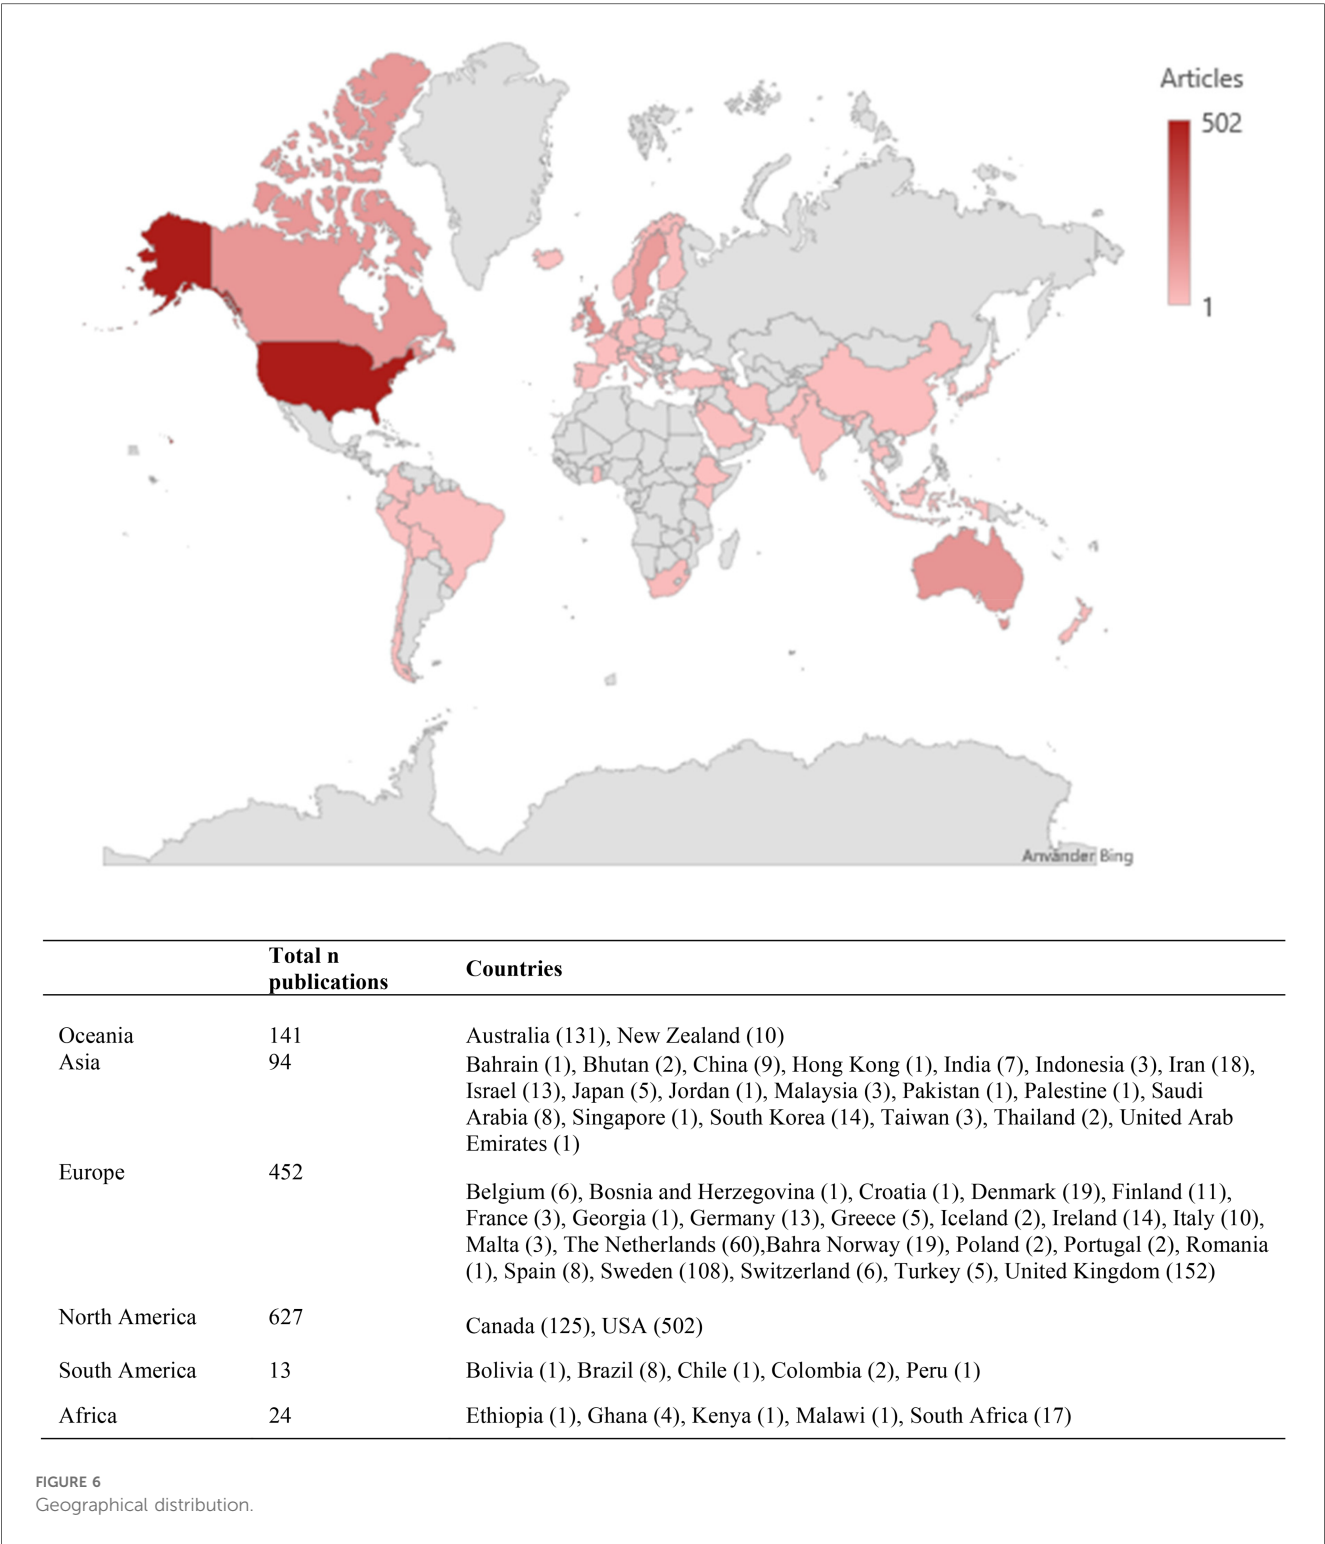 Articles
502
1
Använder Bing
Total n
publications
Countries
Oceania
141
Australia (131), New Zealand (10)
Asia
94
Bahrain (1), Bhutan (2), China (9), Hong Kong (1), India (7), Indonesia (3), Iran (18),
Israel (13), Japan (5), Jordan (1), Malaysia (3), Pakistan (1), Palestine (1), Saudi
Arabia (8), Singapore (1), South Korea (14), Taiwan (3), Thailand (2), United Arab
Emirates (1)
Europe
452
Belgium (6), Bosnia and Herzegovina (1), Croatia (1), Denmark (19), Finland (11),
France (3), Georgia (1), Germany (13), Greece (5), Iceland (2), Ireland (14), Italy (10),
Malta (3), The Netherlands (60),Bahra Norway (19), Poland (2), Portugal (2), Romania
(1), Spain (8), Sweden (108), Switzerland (6), Turkey (5), United Kingdom (152)
North America
627
Canada (125), USA (502)
South America
13
Bolivia (1), Brazil (8), Chile (1), Colombia (2), Peru (1)
Africa
24
Ethiopia (1), Ghana (4), Kenya (1), Malawi (1), South Africa (17)
FIGURE 6
Geographical distribution.